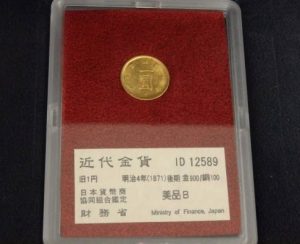 一圓
近代金貨 ID 12589
旧1円 明治4年(1871)後期 金900/銅100
日本貨幣商
協同組合鑑定 美品B
財務省 Ministry of Finance, Japan